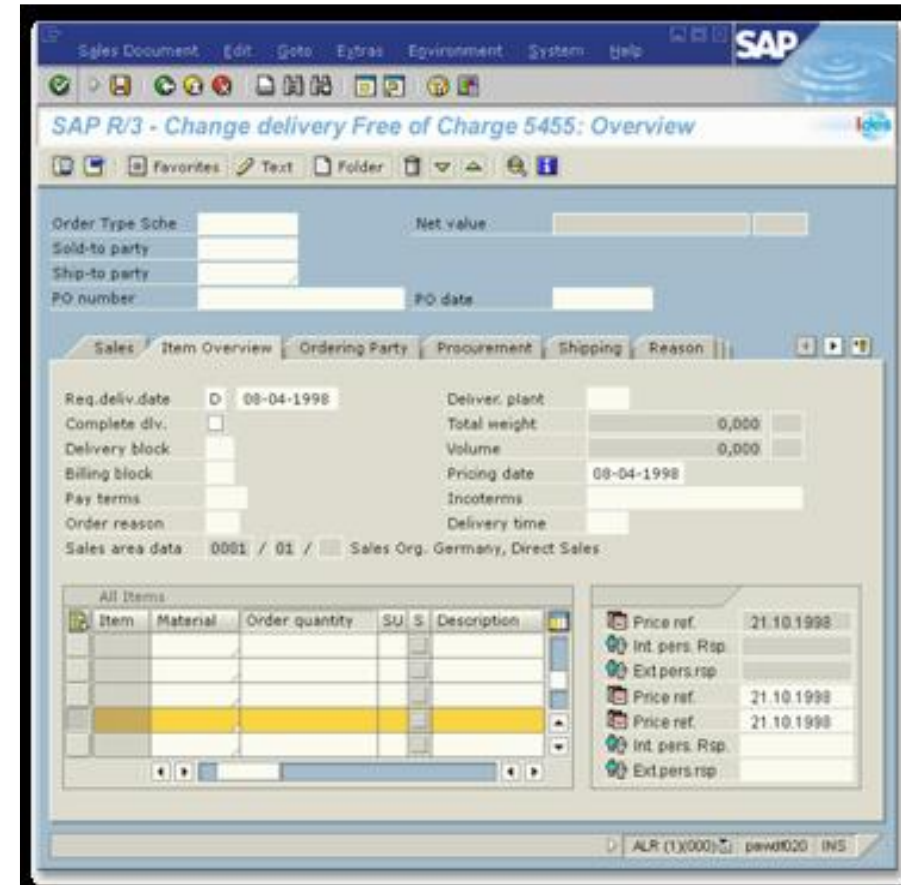 Sales Document Edit Goto Extras Environment System Help
SAP
SAP R/3 - Change delivery Free of Charge 5455: Overview
Favorites Text Folder
Order Type Sche Net value
Sold-to party
Ship-to party
PO number PO date
Sales Item Overview Ordering Party Procurement Shipping Reason
Req.deliv.date D 08-04-1998 Deliver. plant
Complete dlv. Total weight 0,000
Delivery block Volume 0,000
Billing block Pricing date 08-04-1998
Pay terms Incoterms
Order reason Delivery time
Sales area data 0001 / 01 / Sales Org. Germany, Direct Sales
All Items
Item Material Order quantity SU S Description
Price ref. 21.10.1998
Int. pers. Rsp.
Ext.pers.rsp
Price ref. 21.10.1998
Price ref. 21.10.1998
Int. pers. Rsp.
Ext.pers.rsp
ALR (1)(000) pawdf020 INS